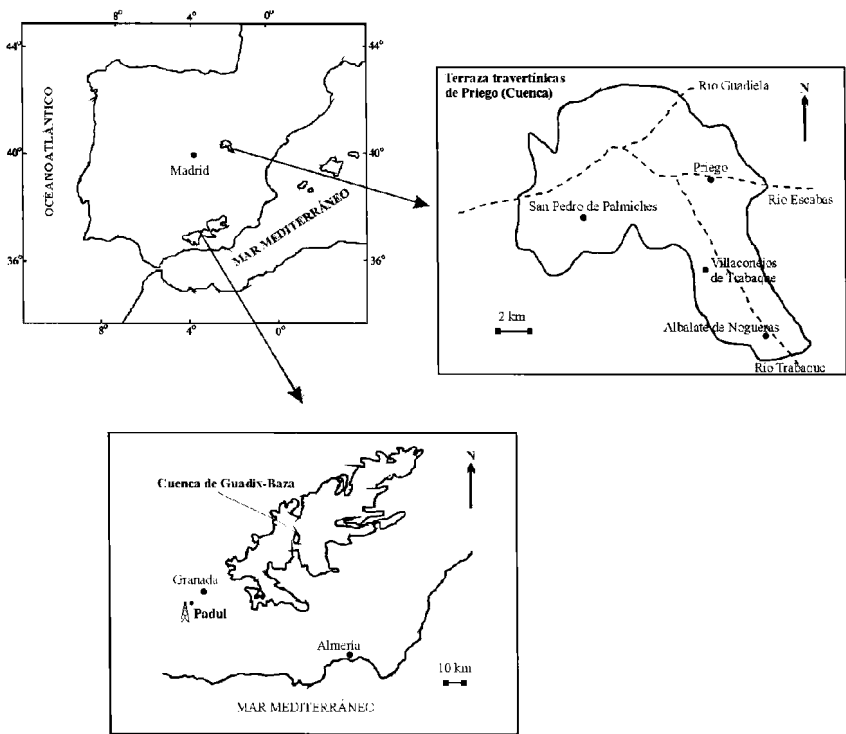 8° 4° 0°
44° 44°
OCEANO ATLÁNTICO
40° 40°
Madrid
MAR MEDITERRÁNEO
36° 36°
8° 4° 0°
Terraza travertínicas
de Priego (Cuenca)
Río Guadiela
N
Priego
Río Escabas
San Pedro de Palmiches
Villaconejos
de Trabaque
2 km
Albalate de Nogueras
Río Trabaque
Cuenca de Guadix-Baza
N
Granada
Padul
Almería
10 km
MAR MEDITERRÁNEO